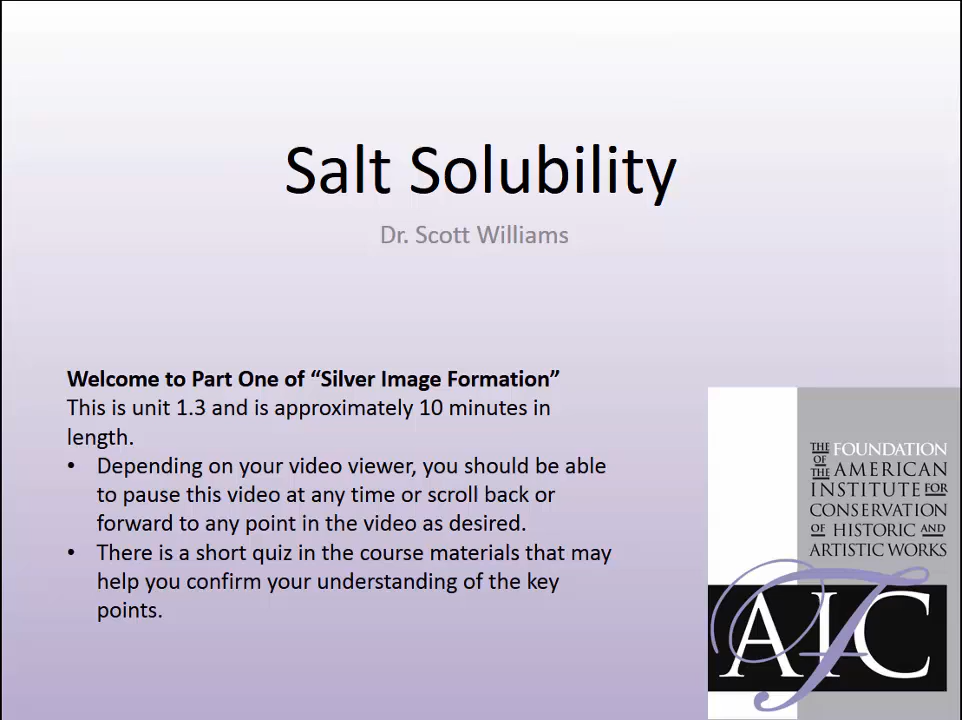 Salt Solubility
Dr. Scott Williams
Welcome to Part One of “Silver Image Formation”
This is unit 1.3 and is approximately 10 minutes in
length.
• Depending on your video viewer, you should be able
to pause this video at any time or scroll back or
forward to any point in the video as desired.
• There is a short quiz in the course materials that may
help you confirm your understanding of the key
points.
THE FOUNDATION
OF
THE AMERICAN
INSTITUTE FOR
CONSERVATION
OF HISTORIC AND
ARTISTIC WORKS
F
AIC